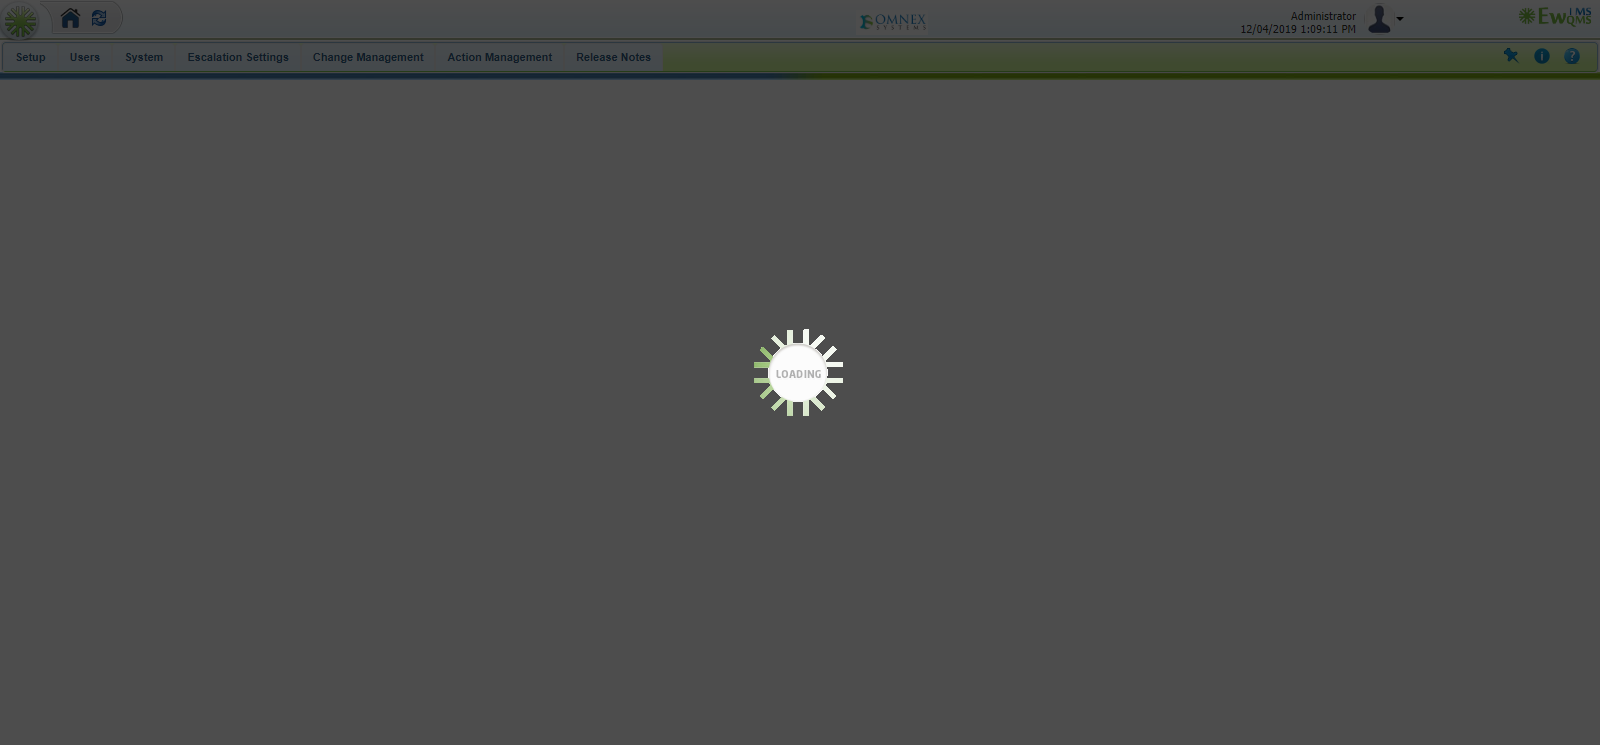 OMNEX
SYSTEMS
Administrator
12/04/2019 1:09:11 PM
EwIMS
QMS
Setup Users System Escalation Settings Change Management Action Management Release Notes
LOADING